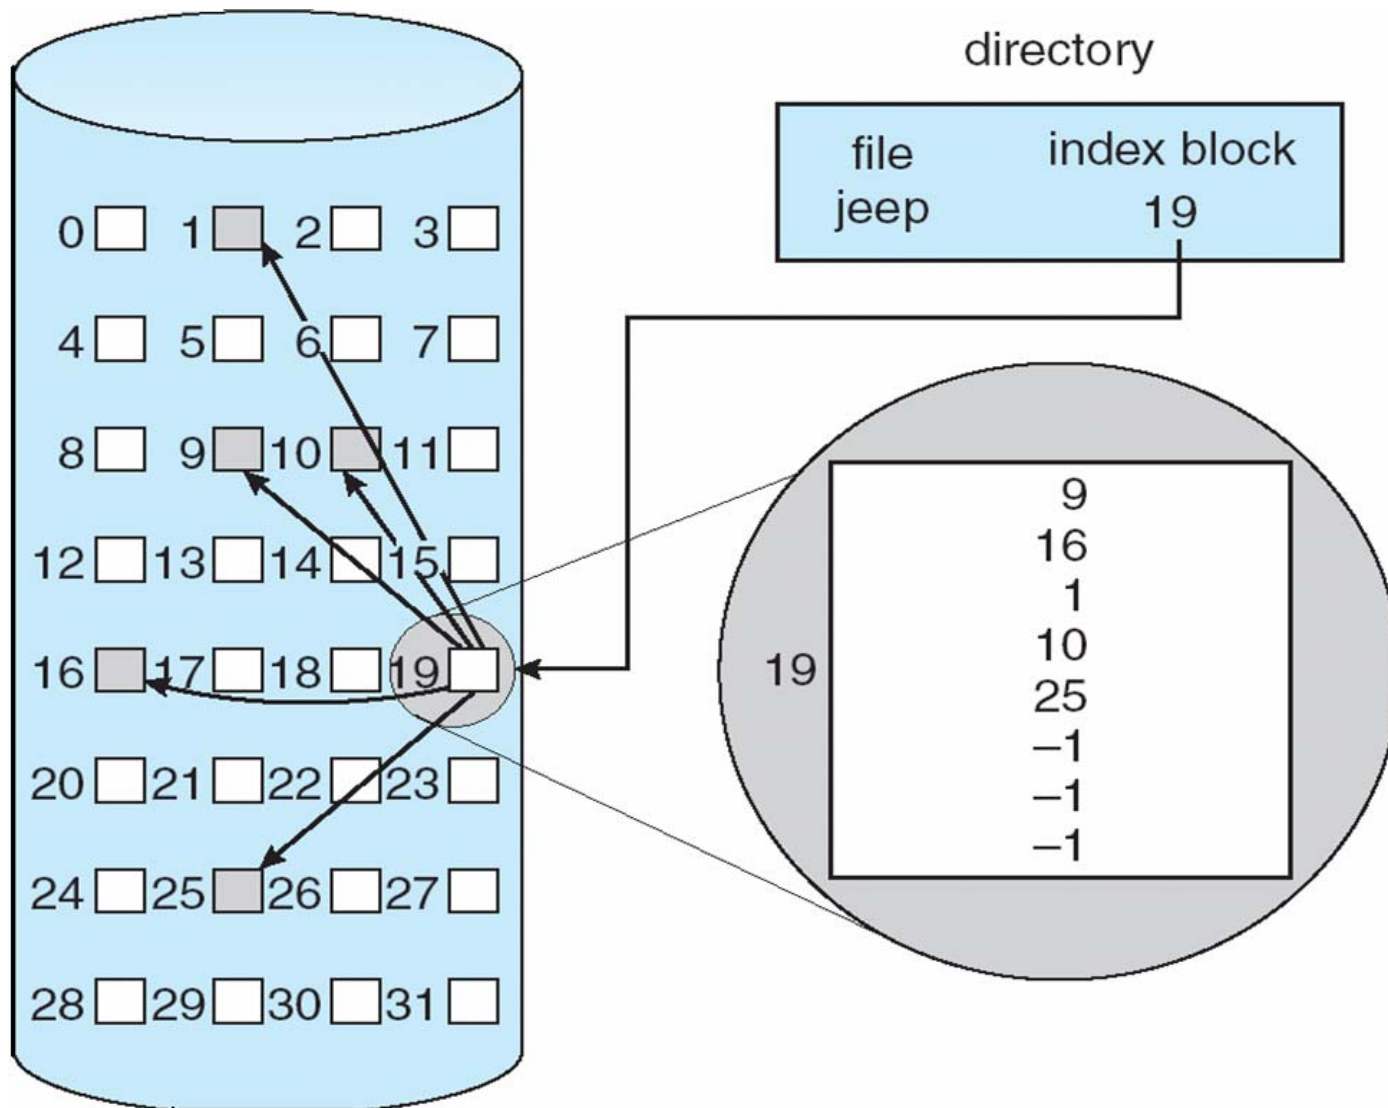 directory
file index block
jeep 19
0 1 2 3
4 5 6 7
8 9 10 11
12 13 14 15
16 17 18 19
20 21 22 23
24 25 26 27
28 29 30 31
19
9
16
1
10
25
–1
–1
–1